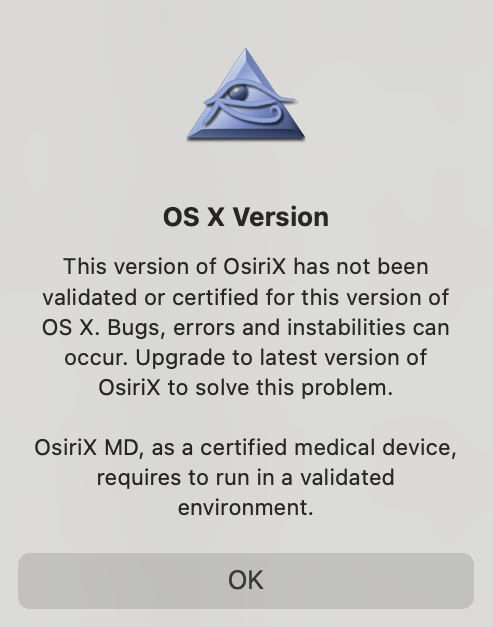 OS X Version
This version of OsiriX has not been
validated or certified for this version of
OS X. Bugs, errors and instabilities can
occur. Upgrade to latest version of
OsiriX to solve this problem.
OsiriX MD, as a certified medical device,
requires to run in a validated
environment.
OK